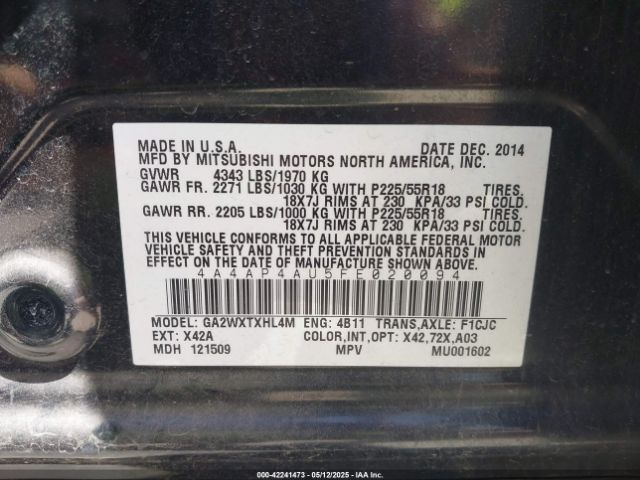 MADE IN U.S.A. DATE DEC. 2014
MFD BY MITSUBISHI MOTORS NORTH AMERICA, INC.
GVWR 4343 LBS/1970 KG
GAWR FR. 2271 LBS/1030 KG WITH P225/55R18 TIRES.
18X7J RIMS AT 230 KPA/33 PSI COLD.
GAWR RR. 2205 LBS/1000 KG WITH P225/55R18 TIRES.
18X7J RIMS AT 230 KPA/33 PSI COLD.
THIS VEHICLE CONFORMS TO ALL APPLICABLE FEDERAL MOTOR
VEHICLE SAFETY AND THEFT PREVENTION STANDARDS IN
EFFECT ON THE DATE OF MANUFACTURE SHOWN ABOVE.
4A4AP4AU5FE020094
MODEL: GA2WXTXHL4M ENG: 4B11 TRANS,AXLE: F1CJC
EXT: X42A COLOR,INT,OPT: X42,72X,A03
MDH 121509 MPV MU001602
000-42241473 - 05/12/2025 - IAAI.COM